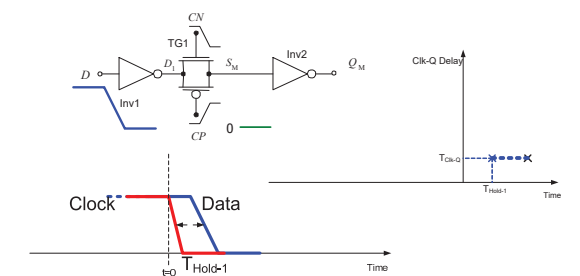 CN
TG1
D
D1
SM
Inv2
QM
Inv1
CP
0
Clk-Q Delay
TClk-Q
THold-1
Time
Clock
Data
THold-1
t=0
Time